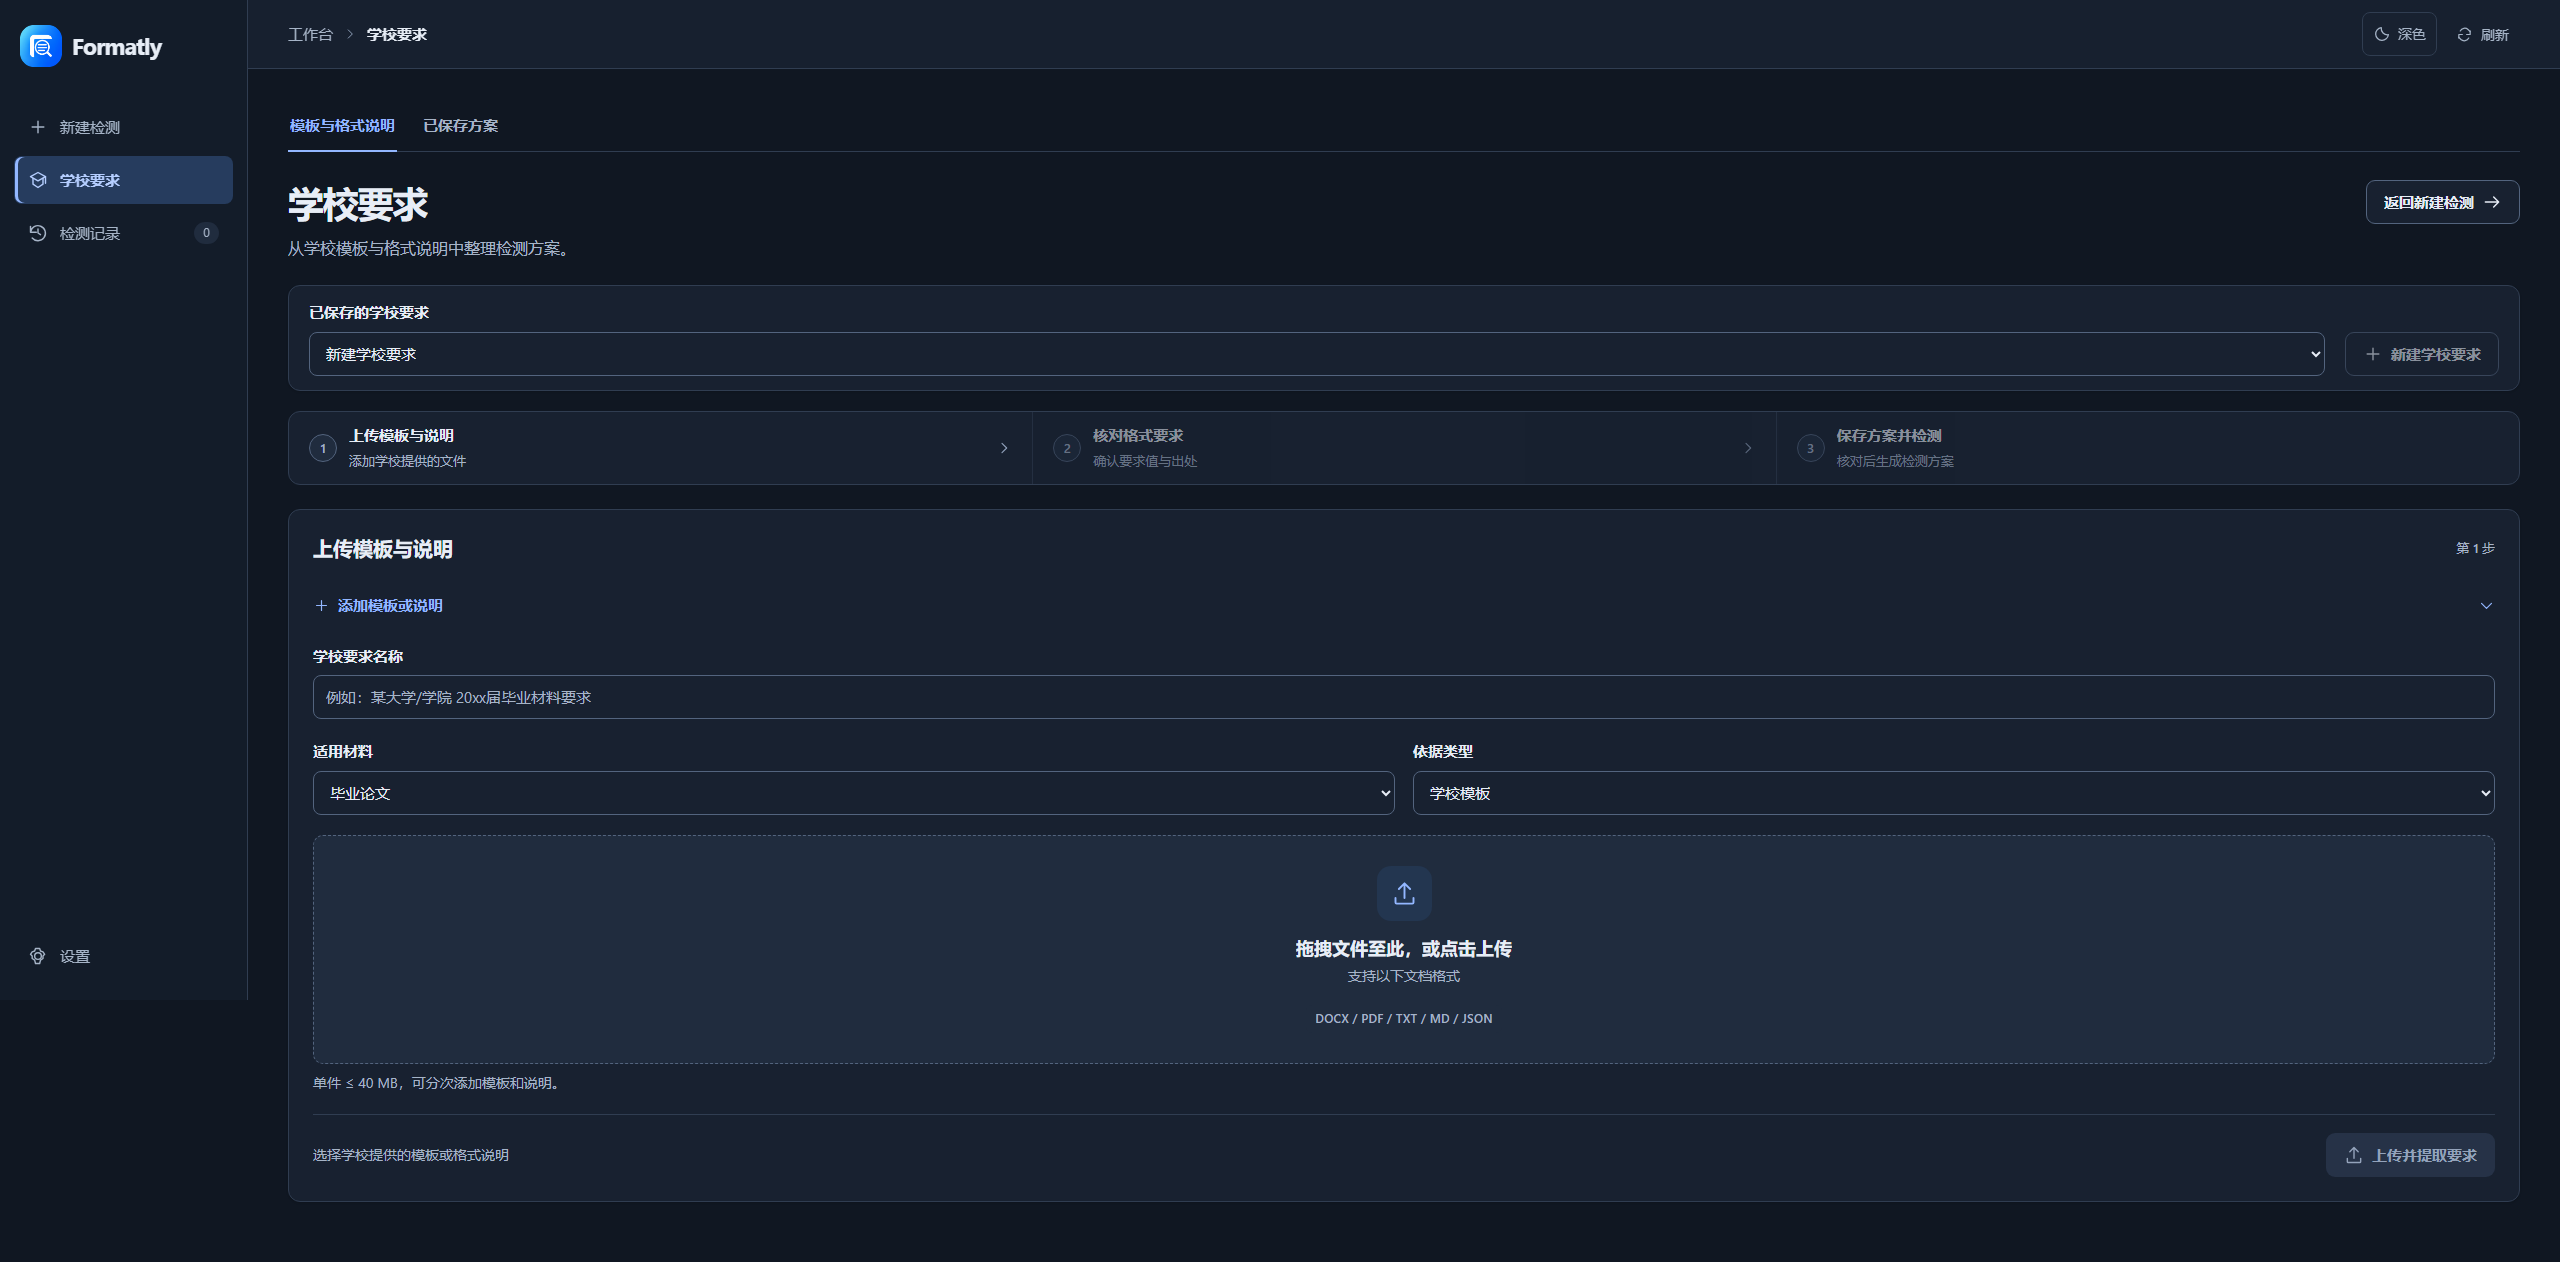 Formatly
新建检测
学校要求
检测记录
0
设置
工作台 > 学校要求
深色
刷新
模板与格式说明
已保存方案
学校要求
从学校模板与格式说明中整理检测方案。
返回新建检测 →
已保存的学校要求
新建学校要求
新建学校要求
1
上传模板与说明
添加学校提供的文件
2
核对格式要求
确认要求值与出处
3
保存方案并检测
核对后生成检测方案
上传模板与说明
第 1 步
添加模板或说明
学校要求名称
例如：某大学/学院 20xx届毕业材料要求
适用材料
毕业论文
依据类型
学校模板
拖拽文件至此，或点击上传
支持以下文档格式
DOCX / PDF / TXT / MD / JSON
单件 ≤ 40 MB，可分次添加模板和说明。
选择学校提供的模板或格式说明
上传并提取要求